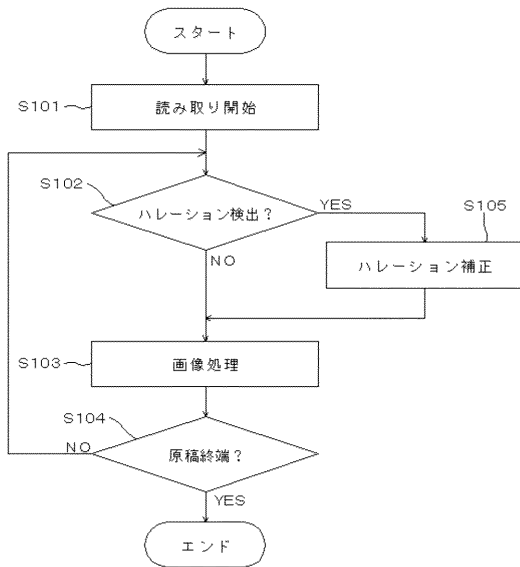 スタート
S101
読み取り開始
S102
ハレーション検出？
YES
S105
NO
ハレーション補正
S103
画像処理
S104
NO
原稿終端？
YES
エンド